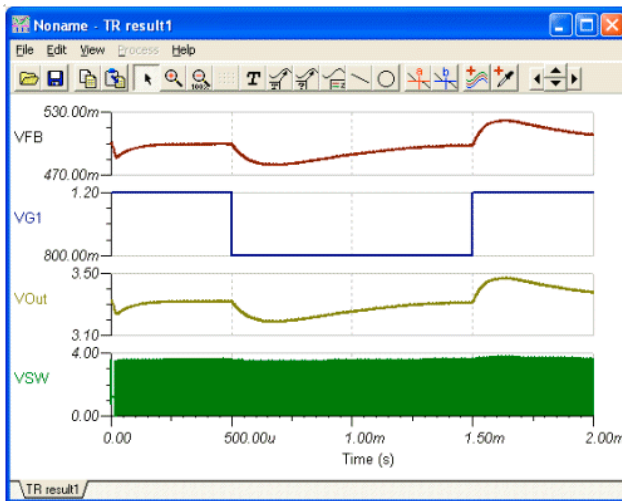 Noname - TR result1
File Edit View Process Help
100%
T
a
b
530.00m
VFB
470.00m
1.20
VG1
800.00m
3.50
VOut
3.10
4.00
VSW
0.00
0.00 500.00u 1.00m 1.50m 2.00m
Time (s)
TR result1